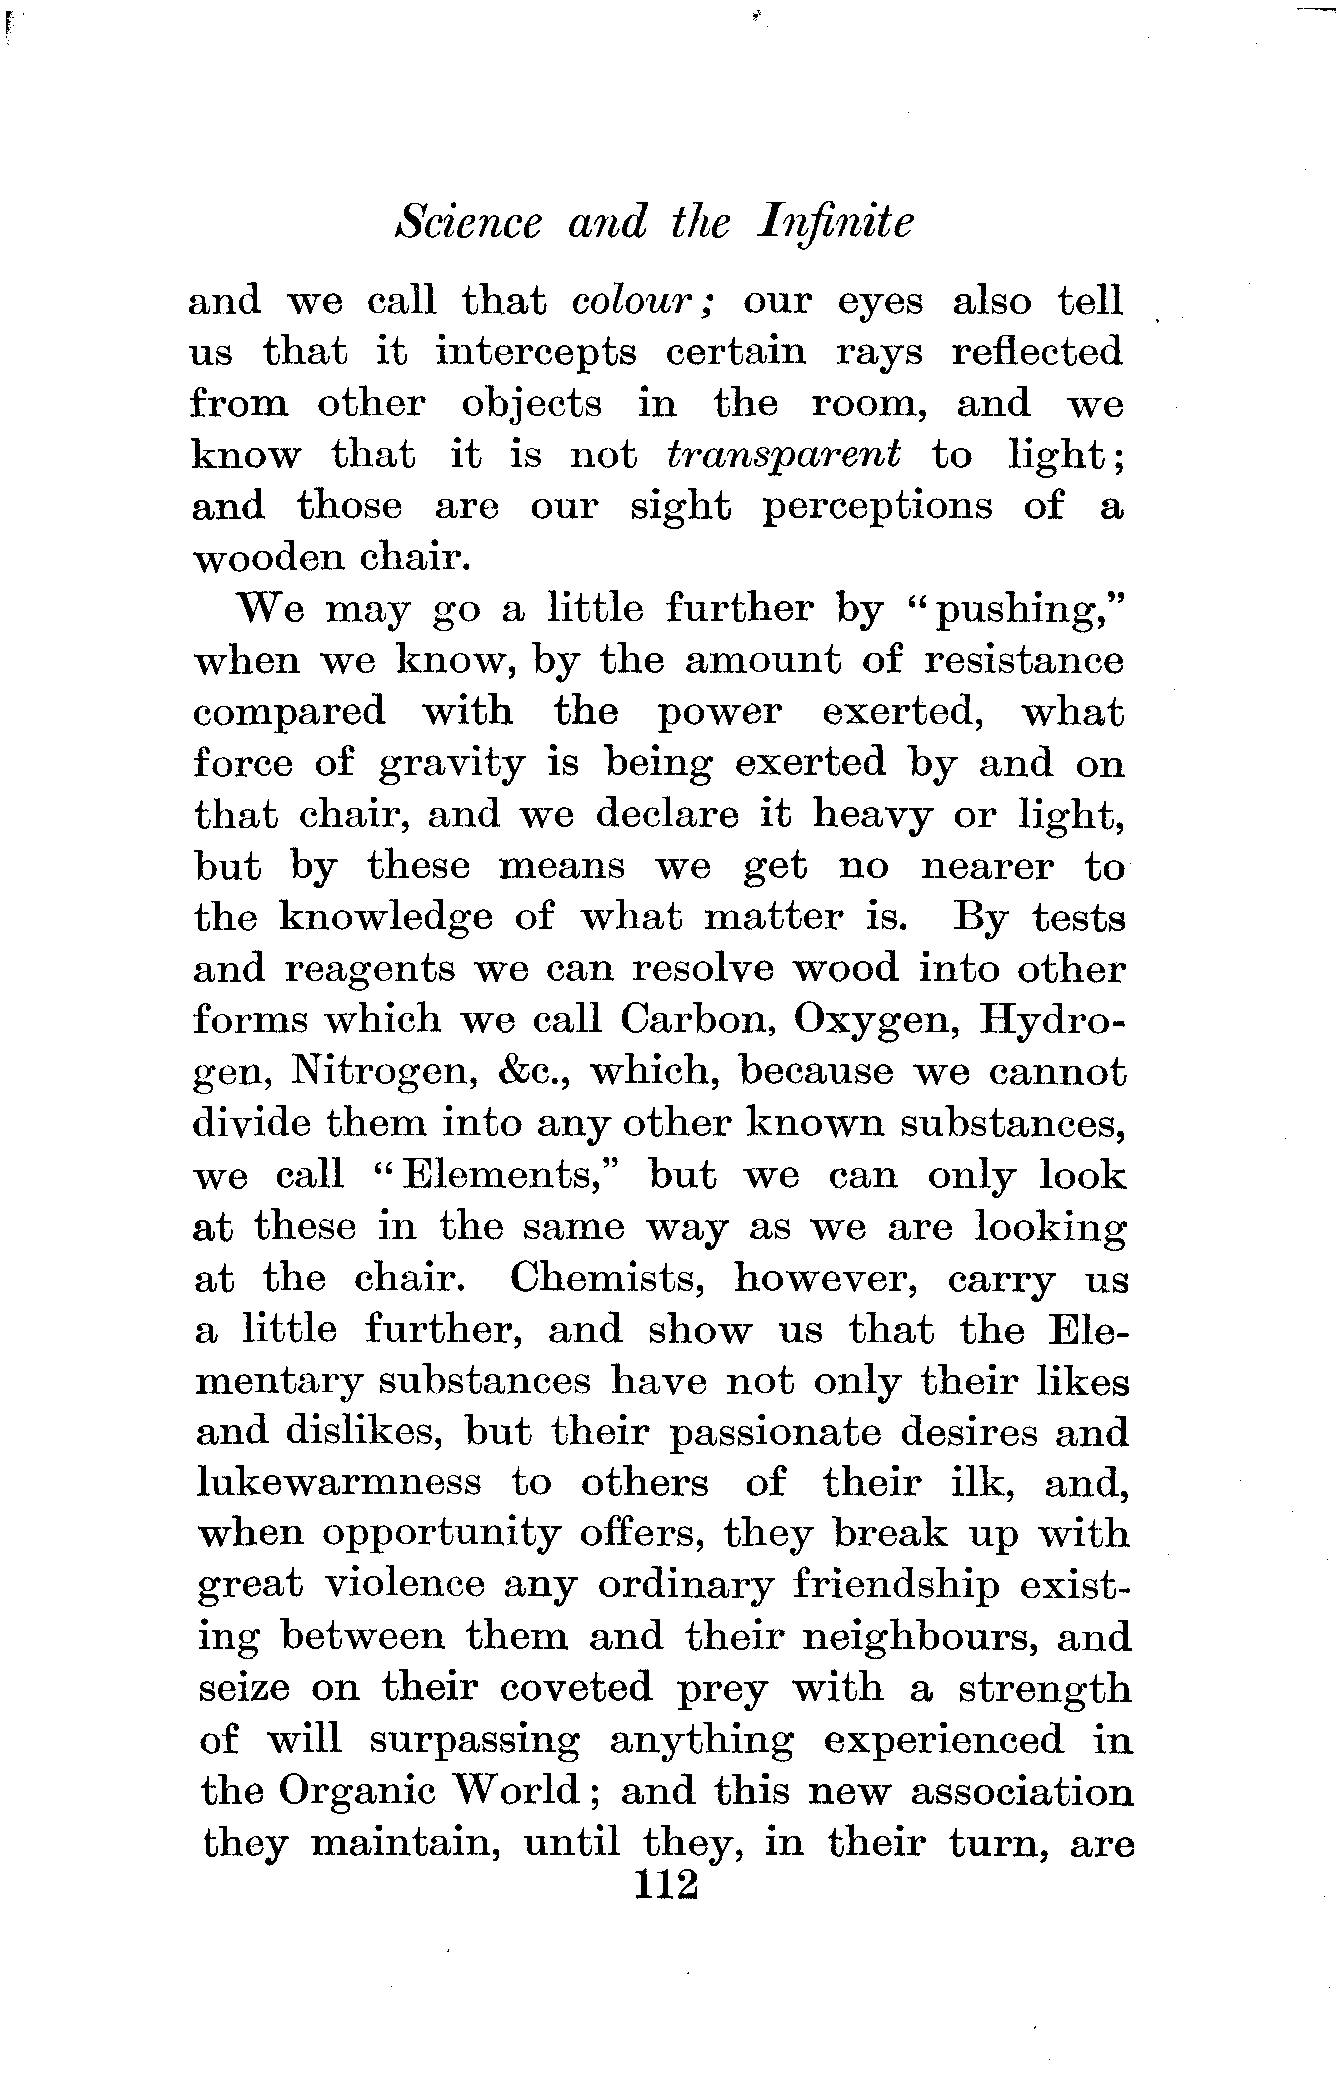 Science and the Infinite
and we call that colour; our eyes also tell
us that it intercepts certain rays reflected
from other objects in the room, and we
know that it is not transparent to light;
and those are our sight perceptions of a
wooden chair.
We may go a little further by "pushing,"
when we know, by the amount of resistance
compared with the power exerted, what
force of gravity is being exerted by and on
that chair, and we declare it heavy or light,
but by these means we get no nearer to
the knowledge of what matter is. By tests
and reagents we can resolve wood into other
forms which we call Carbon, Oxygen, Hydro-
gen, Nitrogen, &c., which, because we cannot
divide them into any other known substances,
we call "Elements," but we can only look
at these in the same way as we are looking
at the chair. Chemists, however, carry us
a little further, and show us that the Ele-
mentary substances have not only their likes
and dislikes, but their passionate desires and
lukewarmness to others of their ilk, and,
when opportunity offers, they break up with
great violence any ordinary friendship exist-
ing between them and their neighbours, and
seize on their coveted prey with a strength
of will surpassing anything experienced in
the Organic World; and this new association
they maintain, until they, in their turn, are
112